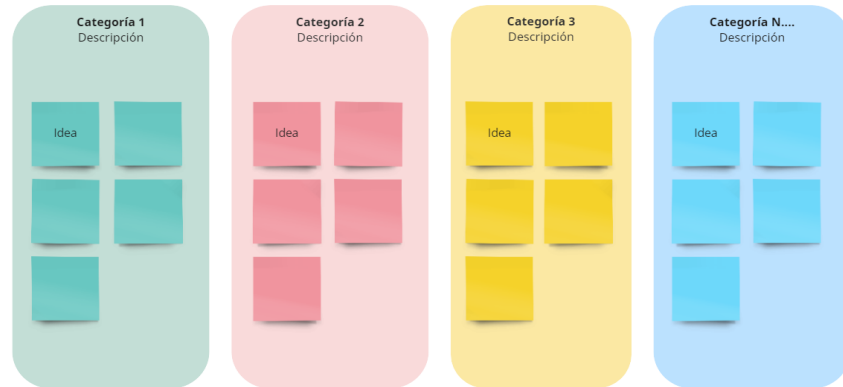 Categoría 1
Descripción
Idea
Categoría 2
Descripción
Idea
Categoría 3
Descripción
Idea
Categoría N....
Descripción
Idea